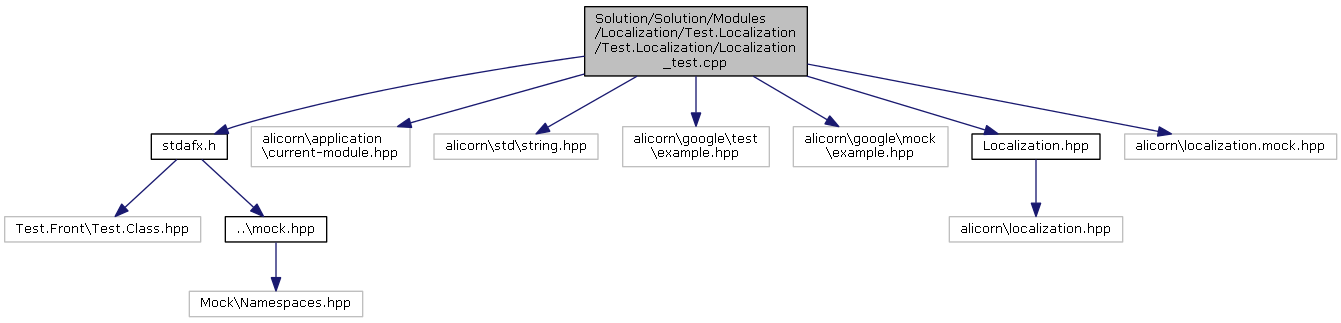 Solution/Solution/Modules
/Localization/Test.Localization
/Test.Localization/Localization
_test.cpp
stdafx.h
alicorn\application
\current-module.hpp
alicorn\std\string.hpp
alicorn\google\test
\example.hpp
alicorn\google\mock
\example.hpp
Localization.hpp
alicorn\localization.mock.hpp
Test.Front\Test.Class.hpp
..\mock.hpp
alicorn\localization.hpp
Mock\Namespaces.hpp